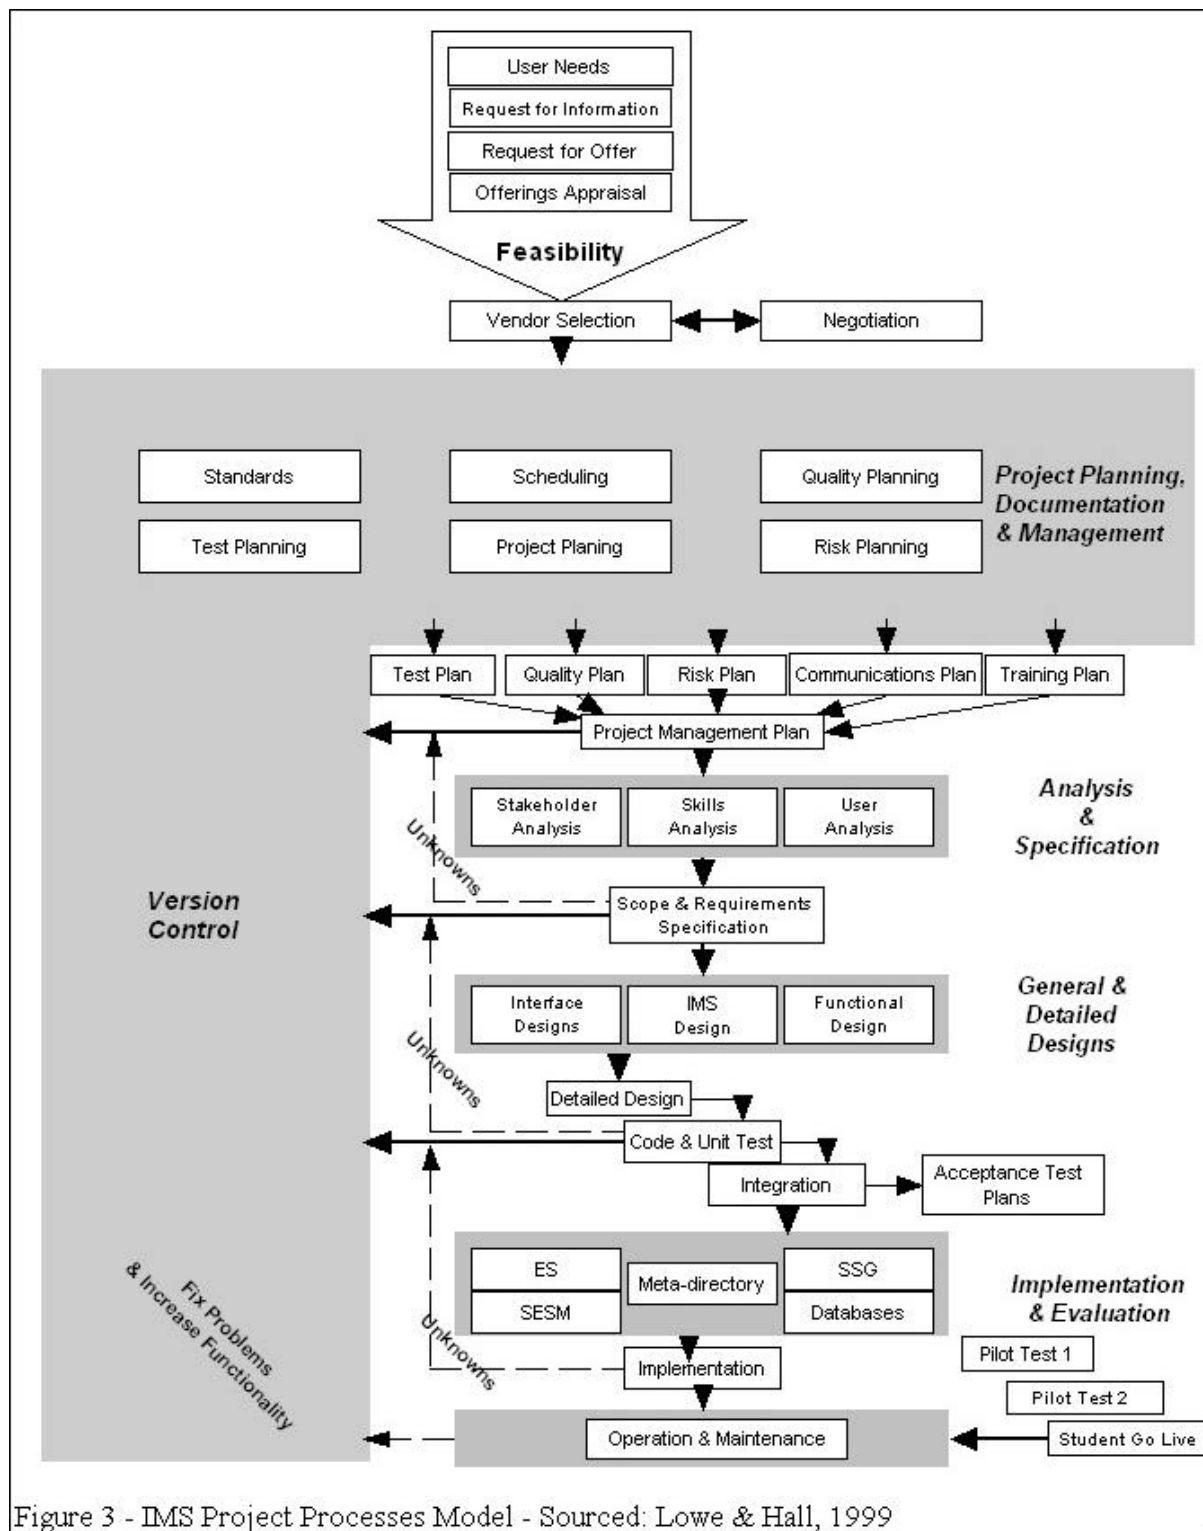 User Needs
Request for Information
Request for Offer
Offerings Appraisal
Feasibility
Vendor Selection
Negotiation
Standards
Scheduling
Quality Planning
Project Planning,
Documentation
& Management
Test Planning
Project Planing
Risk Planning
Test Plan
Quality Plan
Risk Plan
Communications Plan
Training Plan
Project Management Plan
Stakeholder
Analysis
Skills
Analysis
User
Analysis
Analysis
&
Specification
Unknowns
Version
Control
Scope & Requirements
Specification
Interface
Designs
IMS
Design
Functional
Design
General &
Detailed
Designs
Unknowns
Detailed Design
Code & Unit Test
Integration
Acceptance Test
Plans
ES
SESM
Meta-directory
SSG
Databases
Implementation
& Evaluation
Fix Problems
& Increase Functionality
Unknowns
Implementation
Pilot Test 1
Pilot Test 2
Operation & Maintenance
Student Go Live
Figure 3 - IMS Project Processes Model - Sourced: Lowe & Hall, 1999